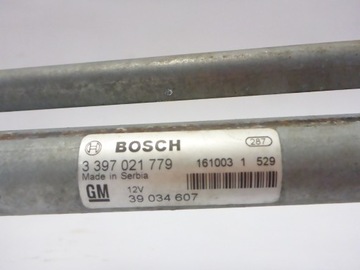 BOSCH 287
3 397 021 779 161003 1 529
Made in Serbia
GM 12V
39 034 607